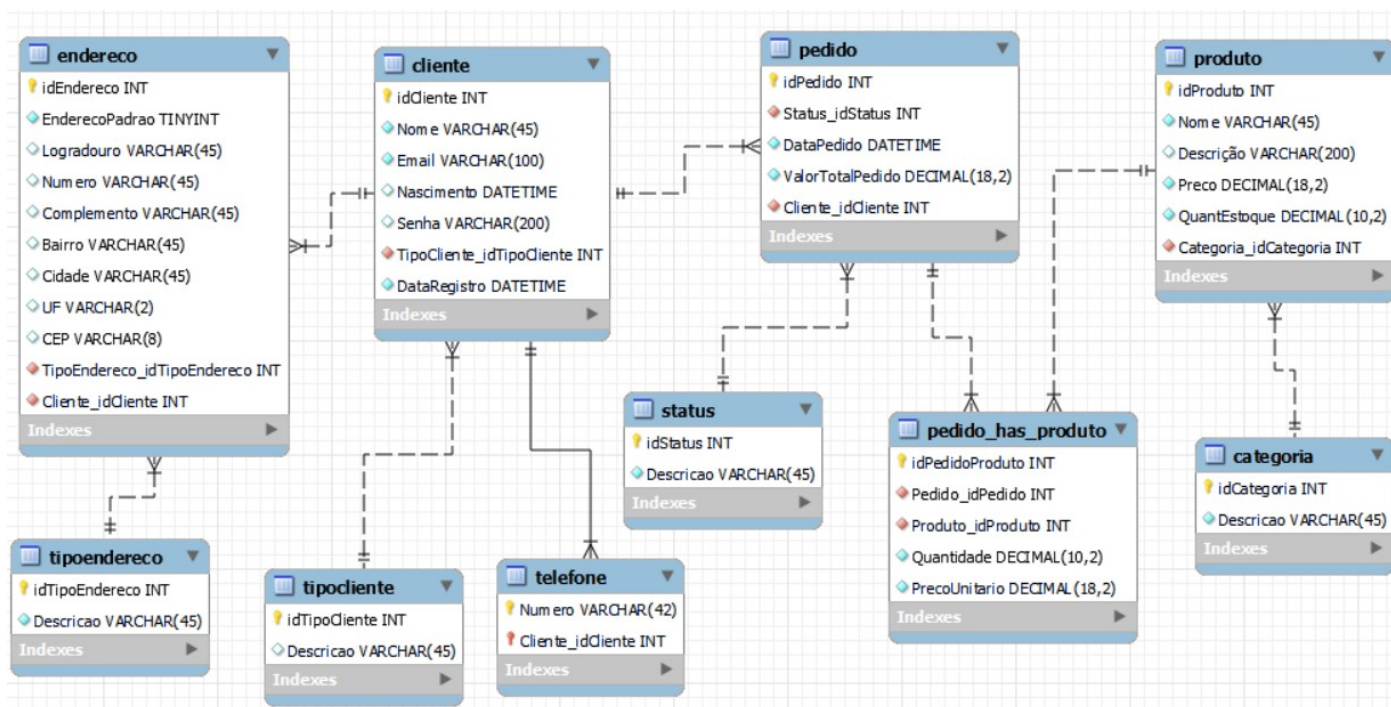 endereco
idEndereco INT
EnderecoPadrao TINYINT
Logradouro VARCHAR(45)
Numero VARCHAR(45)
Complemento VARCHAR(45)
Bairro VARCHAR(45)
Cidade VARCHAR(45)
UF VARCHAR(2)
CEP VARCHAR(8)
TipoEndereco_idTipoEndereco INT
Cliente_idCliente INT
Indexes
cliente
idCliente INT
Nome VARCHAR(45)
Email VARCHAR(100)
Nascimento DATETIME
Senha VARCHAR(200)
TipoCliente_idTipoCliente INT
DataRegistro DATETIME
Indexes
pedido
idPedido INT
Status_idStatus INT
DataPedido DATETIME
ValorTotalPedido DECIMAL(18,2)
Cliente_idCliente INT
Indexes
produto
idProduto INT
Nome VARCHAR(45)
Descrição VARCHAR(200)
Preco DECIMAL(18,2)
QuantEstoque DECIMAL(10,2)
Categoria_idCategoria INT
Indexes
tipoendereco
idTipoEndereco INT
Descricao VARCHAR(45)
Indexes
tipocliente
idTipoCliente INT
Descricao VARCHAR(45)
Indexes
telefone
Numero VARCHAR(42)
Cliente_idCliente INT
Indexes
status
idStatus INT
Descricao VARCHAR(45)
Indexes
pedido_has_produto
idPedidoProduto INT
Pedido_idPedido INT
Produto_idProduto INT
Quantidade DECIMAL(10,2)
PrecoUnitario DECIMAL(18,2)
Indexes
categoria
idCategoria INT
Descricao VARCHAR(45)
Indexes